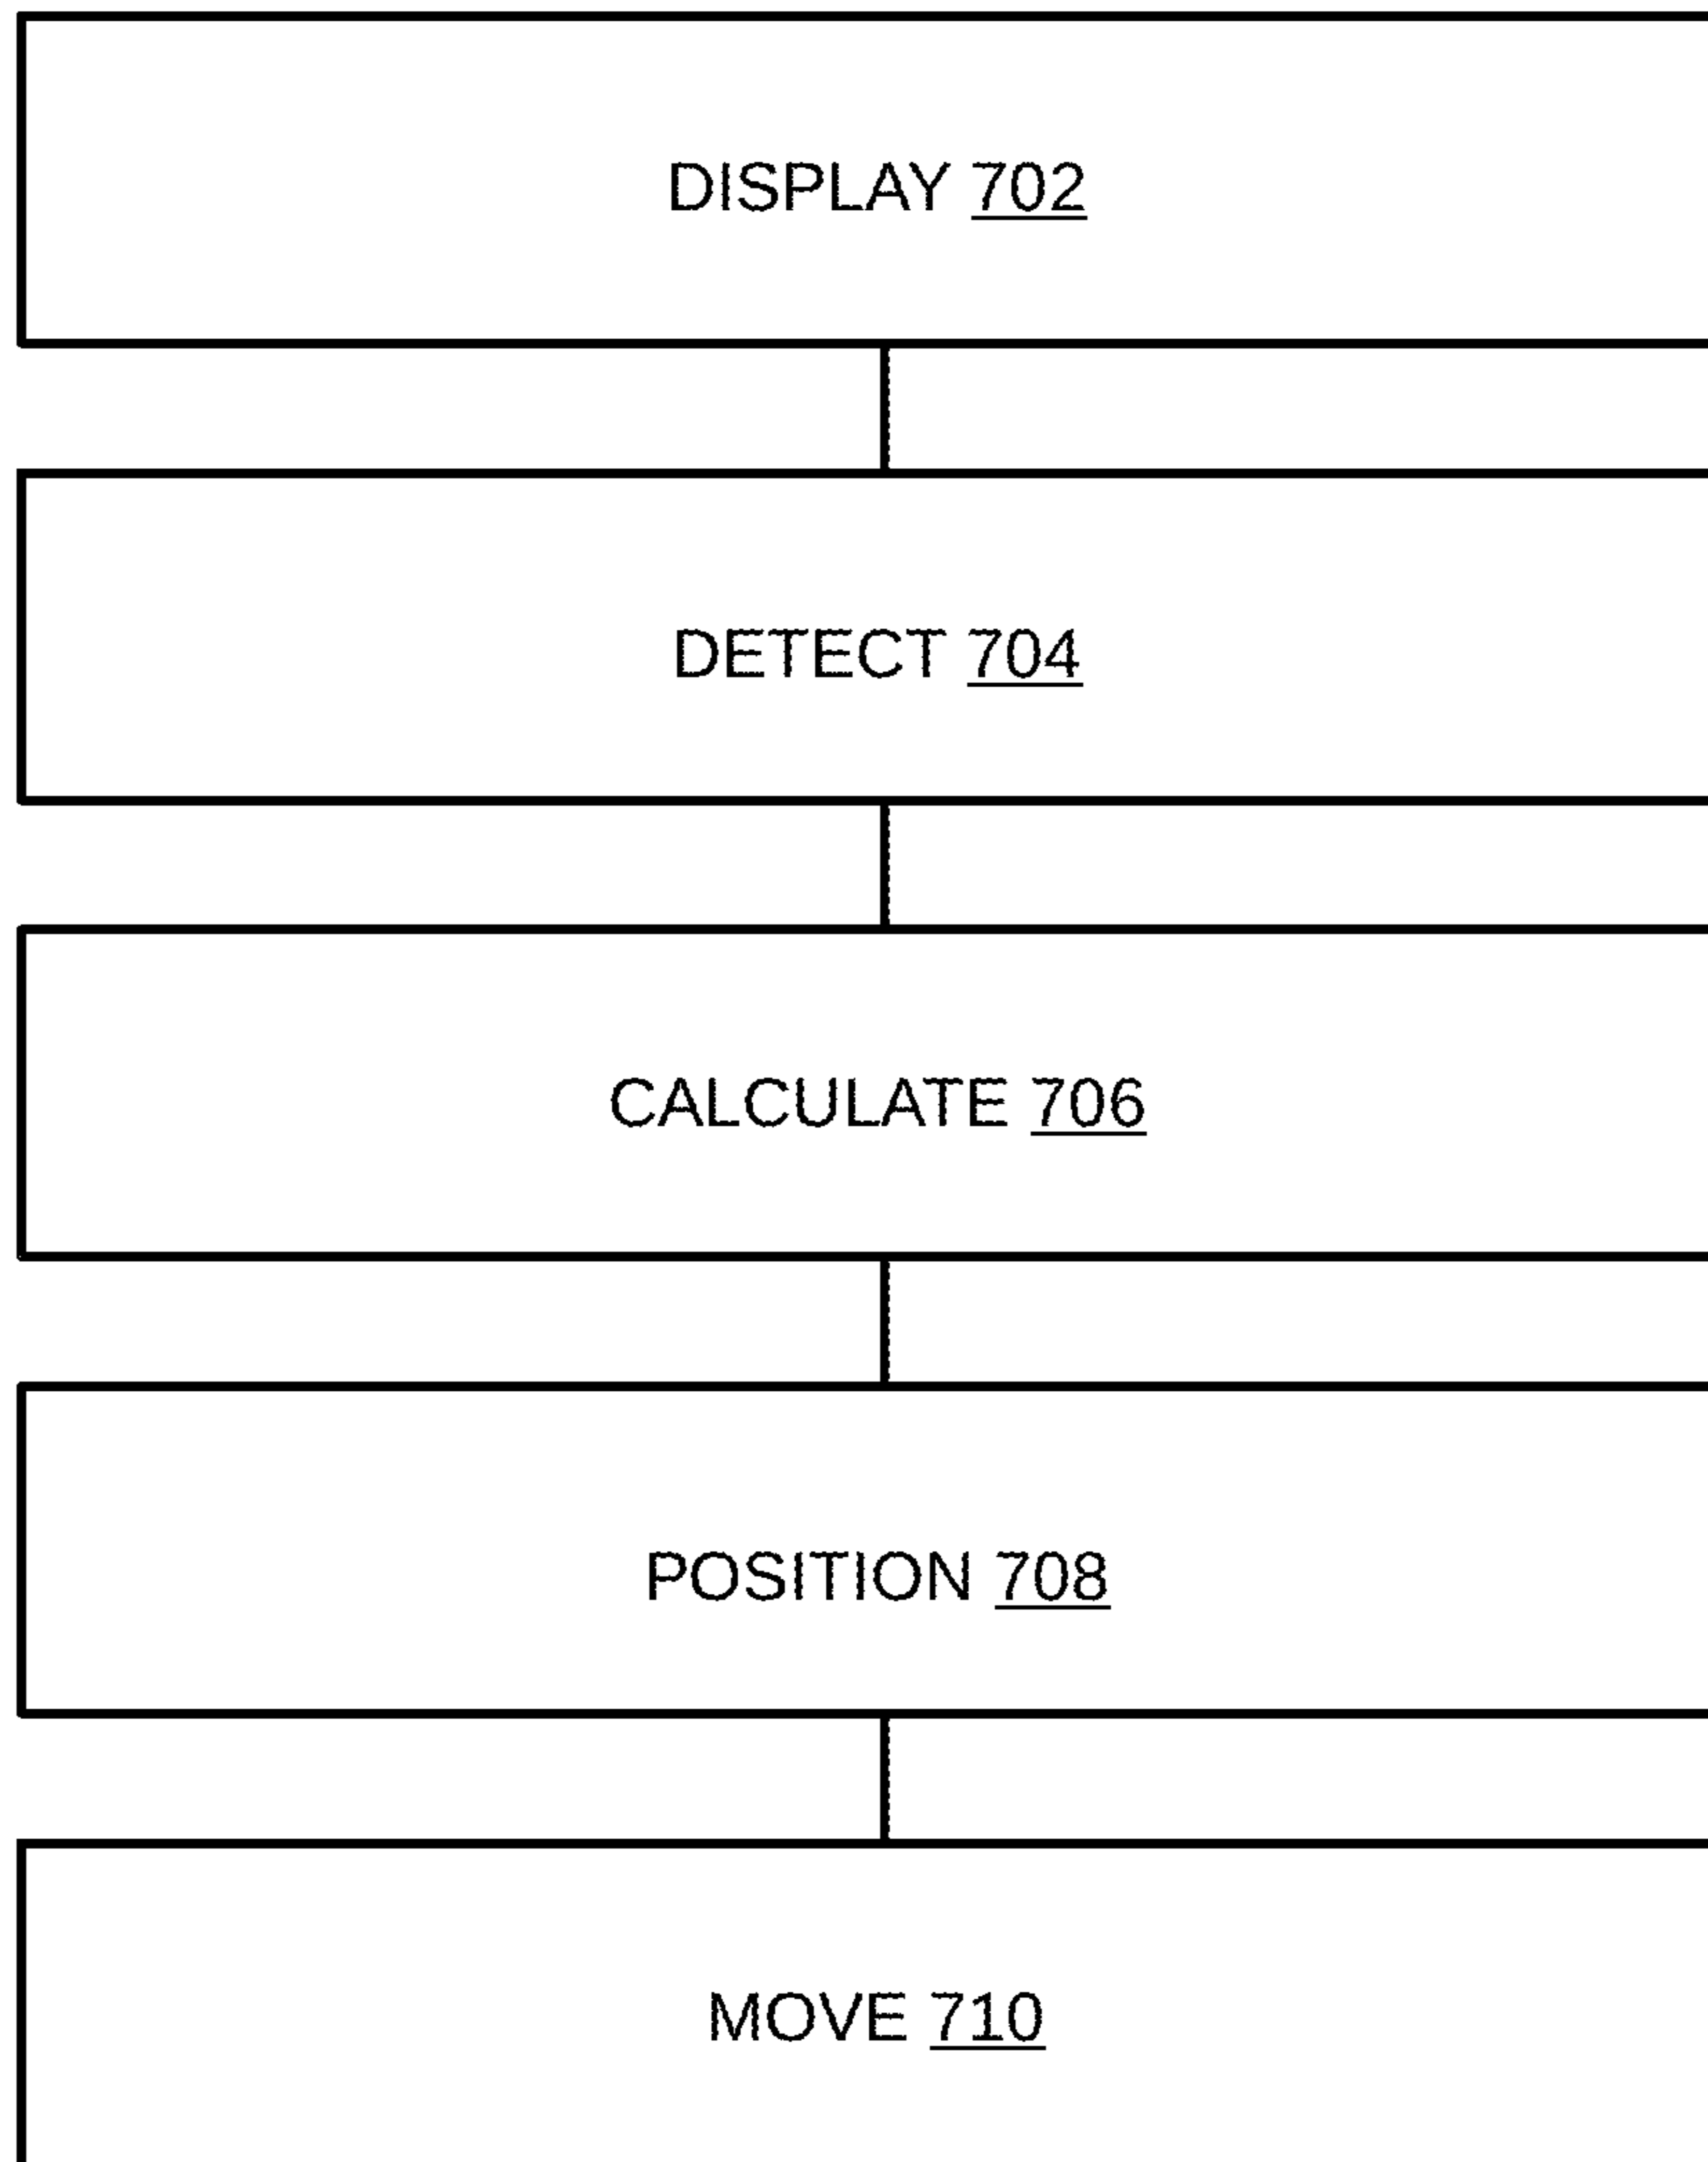 DISPLAY 702
DETECT 704
CALCULATE 706
POSITION 708
MOVE 710